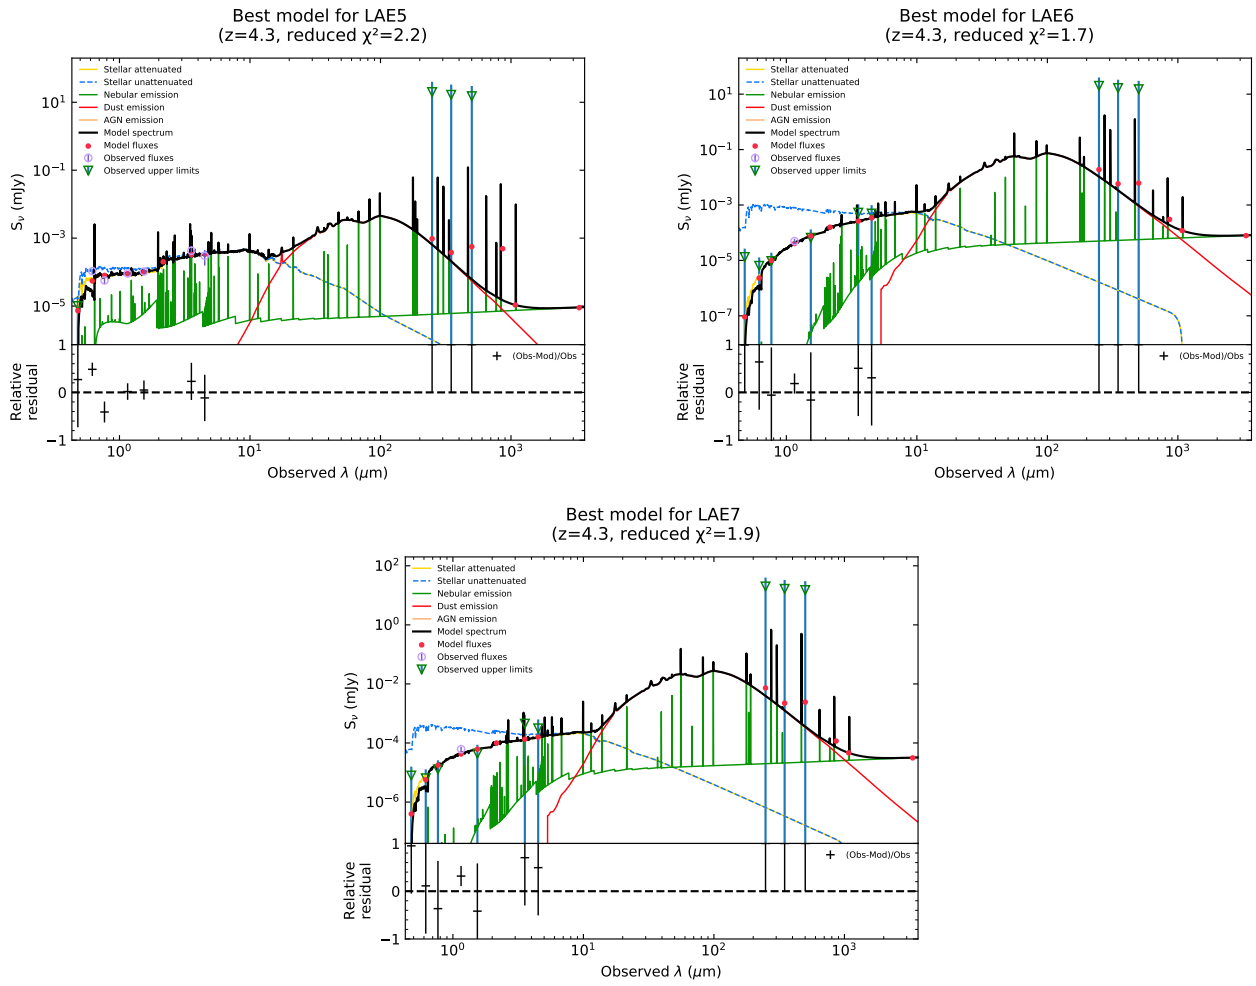 Best model for LAE5
(z=4.3, reduced χ²=2.2)
Stellar attenuated
Stellar unattenuated
Nebular emission
Dust emission
AGN emission
Model spectrum
Model fluxes
Observed fluxes
Observed upper limits
S_ν (mJy)
10^1
10^-1
10^-3
10^-5
(Obs-Mod)/Obs
Relative
residual
1
0
−1
10^0 10^1 10^2 10^3
Observed λ (μm)
Best model for LAE6
(z=4.3, reduced χ²=1.7)
Stellar attenuated
Stellar unattenuated
Nebular emission
Dust emission
AGN emission
Model spectrum
Model fluxes
Observed fluxes
Observed upper limits
S_ν (mJy)
10^1
10^-1
10^-3
10^-5
10^-7
(Obs-Mod)/Obs
Relative
residual
1
0
−1
10^0 10^1 10^2 10^3
Observed λ (μm)
Best model for LAE7
(z=4.3, reduced χ²=1.9)
Stellar attenuated
Stellar unattenuated
Nebular emission
Dust emission
AGN emission
Model spectrum
Model fluxes
Observed fluxes
Observed upper limits
S_ν (mJy)
10^2
10^0
10^-2
10^-4
10^-6
(Obs-Mod)/Obs
Relative
residual
1
0
−1
10^0 10^1 10^2 10^3
Observed λ (μm)